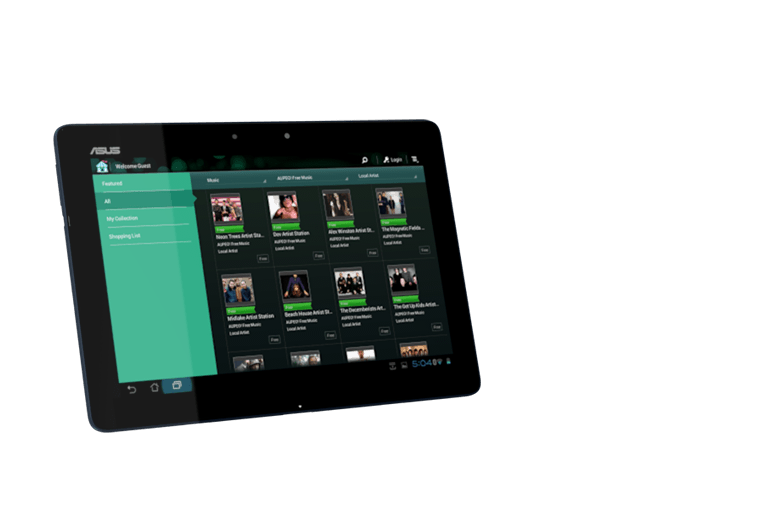 ASUS
Welcome Guest
Login
Featured
All
My Collection
Shopping List
Music
AUPEO! Free Music
Local Artist
Free
Free
Free
Free
Neon Trees Artist Sta...
Dev Artist Station
Alex Winston Artist St...
The Magnetic Fields ...
AUPEO! Free Music
AUPEO! Free Music
AUPEO! Free Music
AUPEO! Free Music
Local Artist
Local Artist
Local Artist
Local Artist
Free
Free
Free
Free
Free
Free
Free
Free
Midlake Artist Station
Beach House Artist St...
The Decemberists Art...
The Get Up Kids Artist...
AUPEO! Free Music
AUPEO! Free Music
AUPEO! Free Music
AUPEO! Free Music
Local Artist
Local Artist
Local Artist
Local Artist
Free
Free
Free
Free
5:04